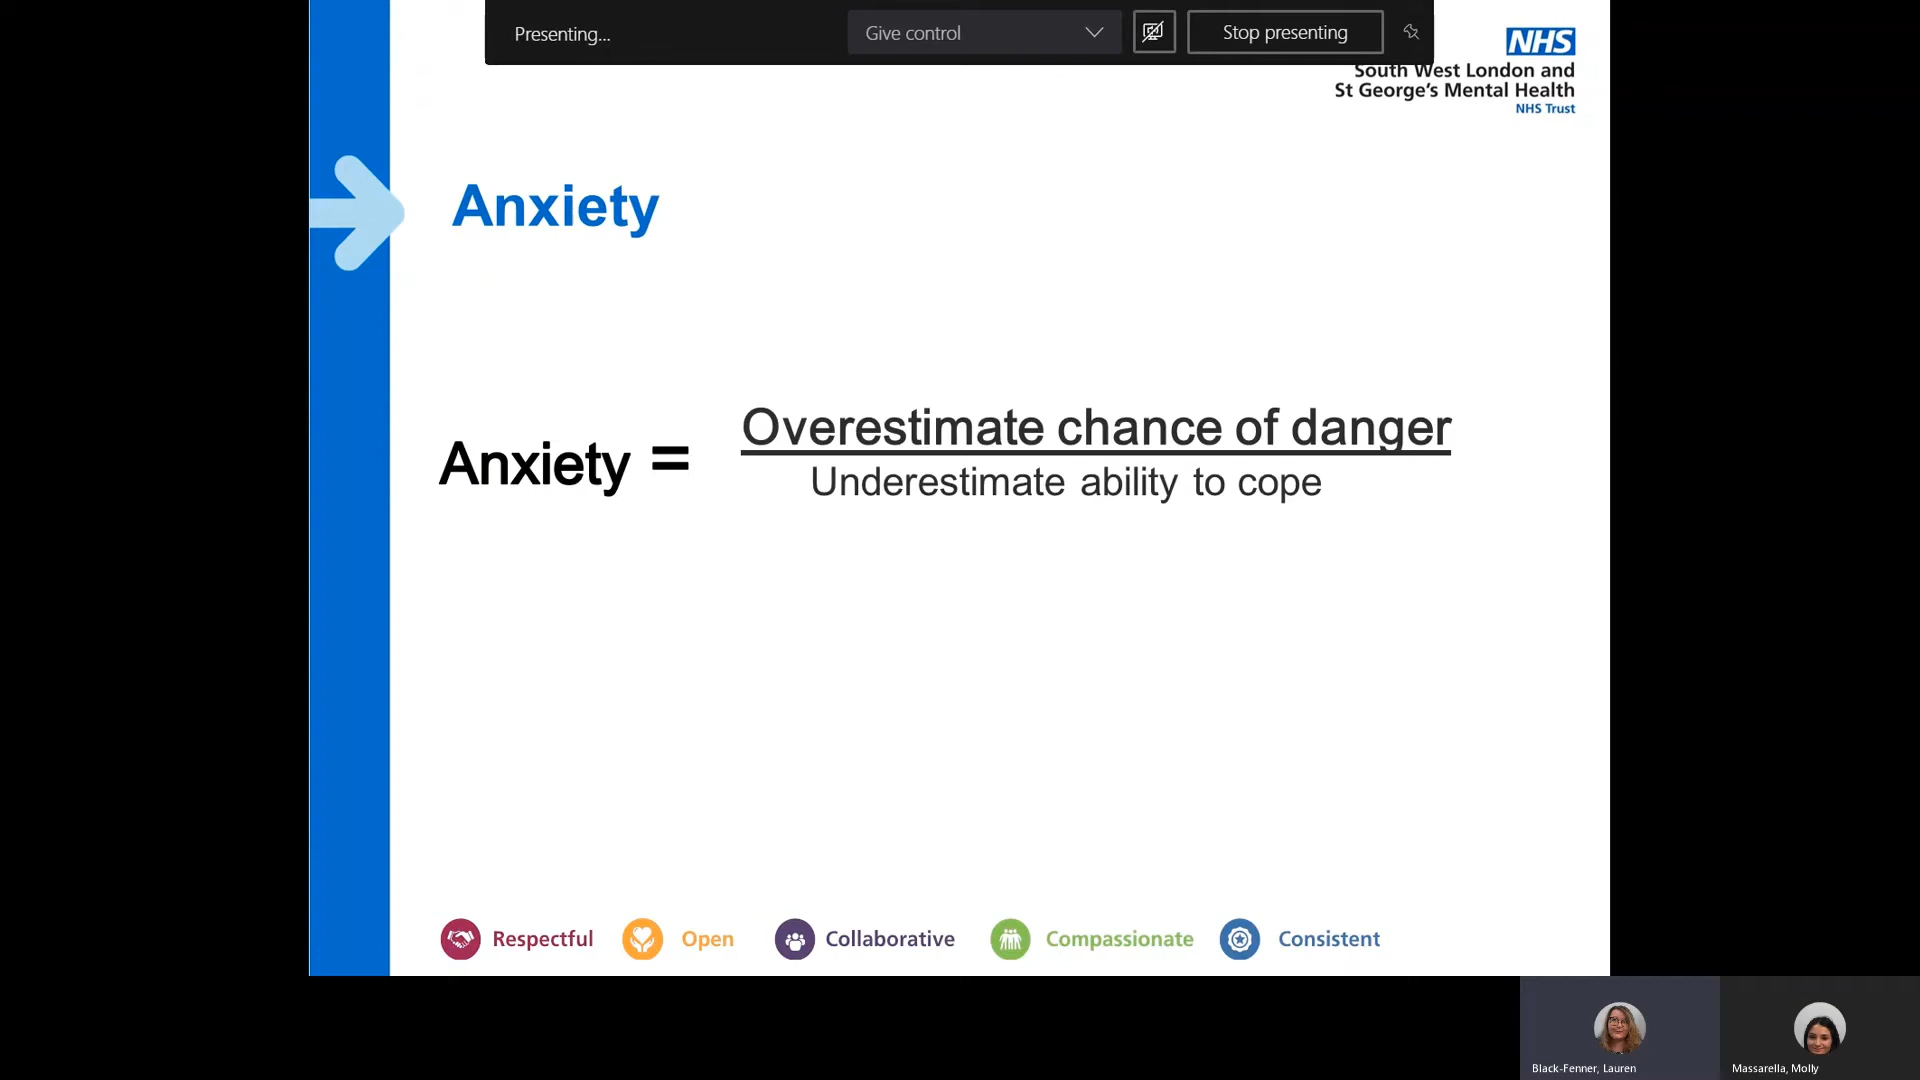 Presenting...
Give control
Stop presenting
NHS
South West London and
St George's Mental Health
NHS Trust
Anxiety
Anxiety =
Overestimate chance of danger
Underestimate ability to cope
Respectful
Open
Collaborative
Compassionate
Consistent
Black-Fenner, Lauren
Massarella, Molly